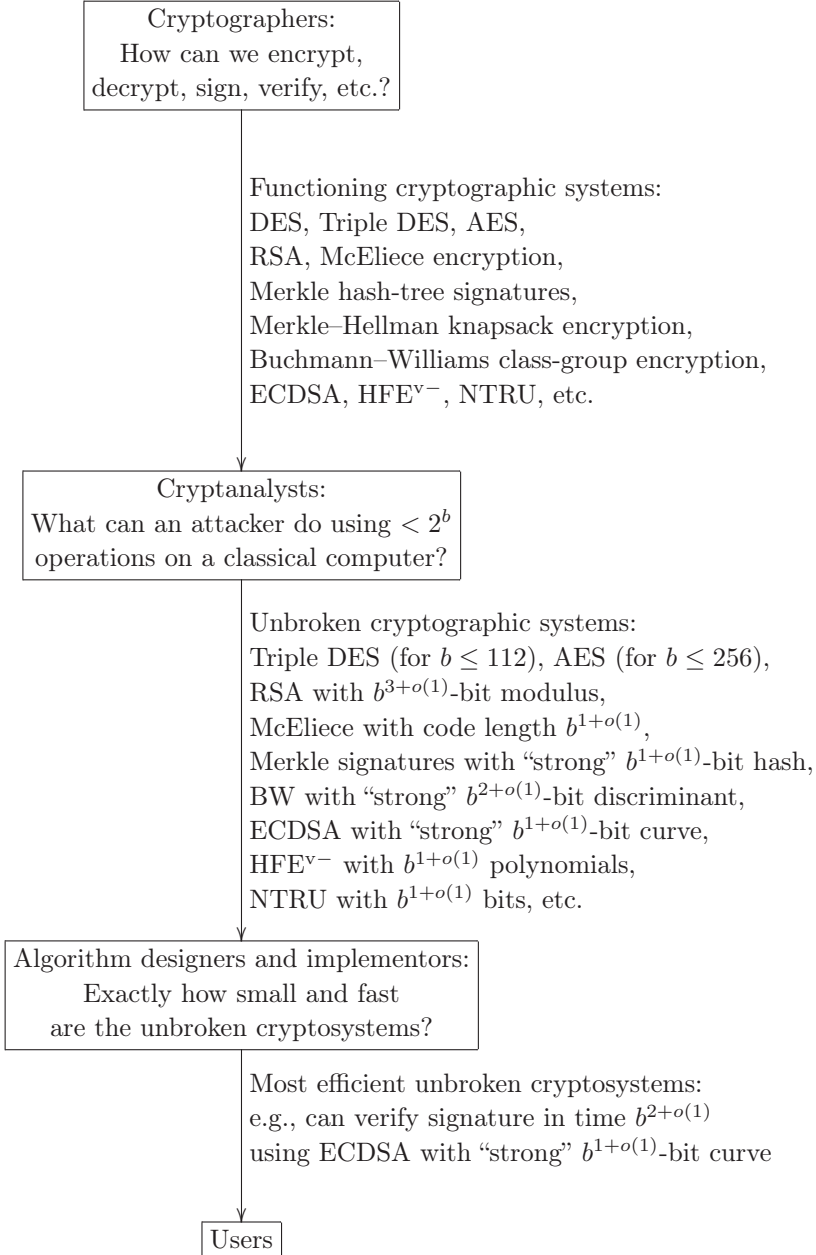 Cryptographers:
How can we encrypt,
decrypt, sign, verify, etc.?
Functioning cryptographic systems:
DES, Triple DES, AES,
RSA, McEliece encryption,
Merkle hash-tree signatures,
Merkle–Hellman knapsack encryption,
Buchmann–Williams class-group encryption,
ECDSA, HFE^{v−}, NTRU, etc.
Cryptanalysts:
What can an attacker do using < 2^b
operations on a classical computer?
Unbroken cryptographic systems:
Triple DES (for b ≤ 112), AES (for b ≤ 256),
RSA with b^{3+o(1)}-bit modulus,
McEliece with code length b^{1+o(1)},
Merkle signatures with “strong” b^{1+o(1)}-bit hash,
BW with “strong” b^{2+o(1)}-bit discriminant,
ECDSA with “strong” b^{1+o(1)}-bit curve,
HFE^{v−} with b^{1+o(1)} polynomials,
NTRU with b^{1+o(1)} bits, etc.
Algorithm designers and implementors:
Exactly how small and fast
are the unbroken cryptosystems?
Most efficient unbroken cryptosystems:
e.g., can verify signature in time b^{2+o(1)}
using ECDSA with “strong” b^{1+o(1)}-bit curve
Users